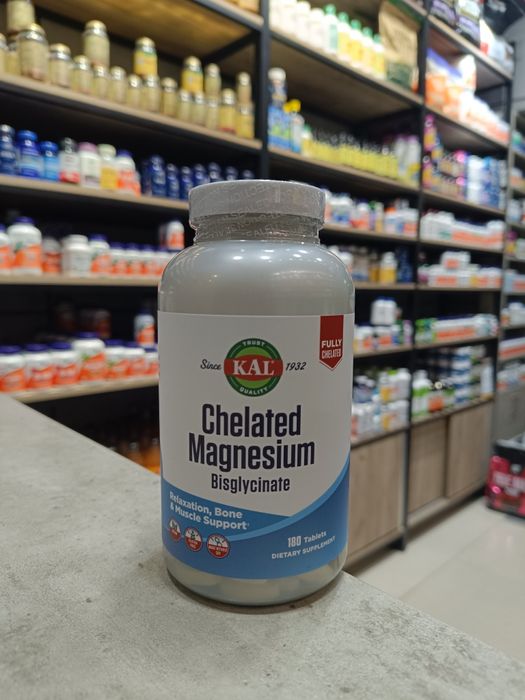 FULLY
CHELATED
TRUST
Since KAL 1932
QUALITY
Chelated
Magnesium
Bisglycinate
Relaxation, Bone
& Muscle Support†
180 Tablets
DIETARY SUPPLEMENT